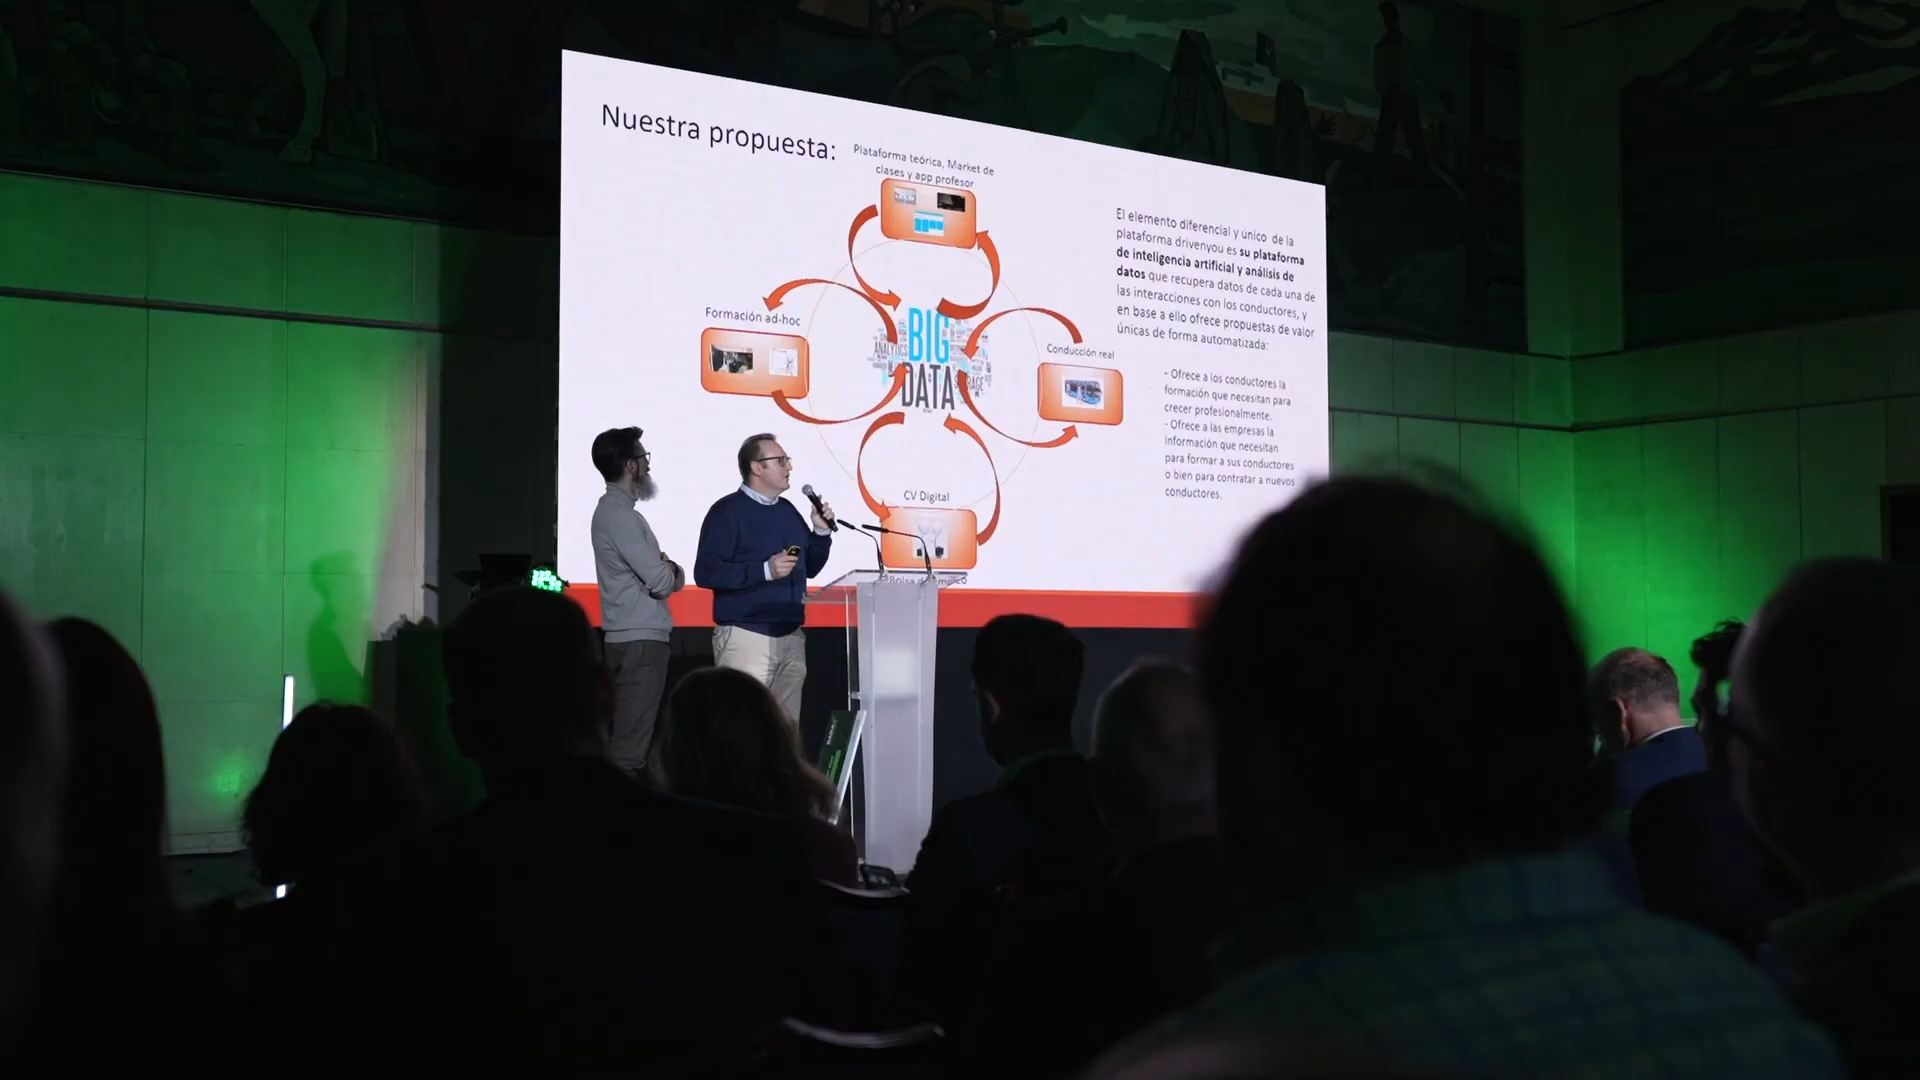 Nuestra propuesta:
Plataforma teórica, Market de
clases y app profesor
Formación ad-hoc
BIG
DATA
ANALYTICS
Conducción real
CV Digital
El elemento diferencial y único de la
plataforma drivenyou es su plataforma
de inteligencia artificial y análisis de
datos que recupera datos de cada una de
las interacciones con los conductores, y
en base a ello ofrece propuestas de valor
únicas de forma automatizada:
- Ofrece a los conductores la
formación que necesitan para
crecer profesionalmente.
- Ofrece a las empresas la
información que necesitan
para formar a sus conductores
o bien para contratar a nuevos
conductores.